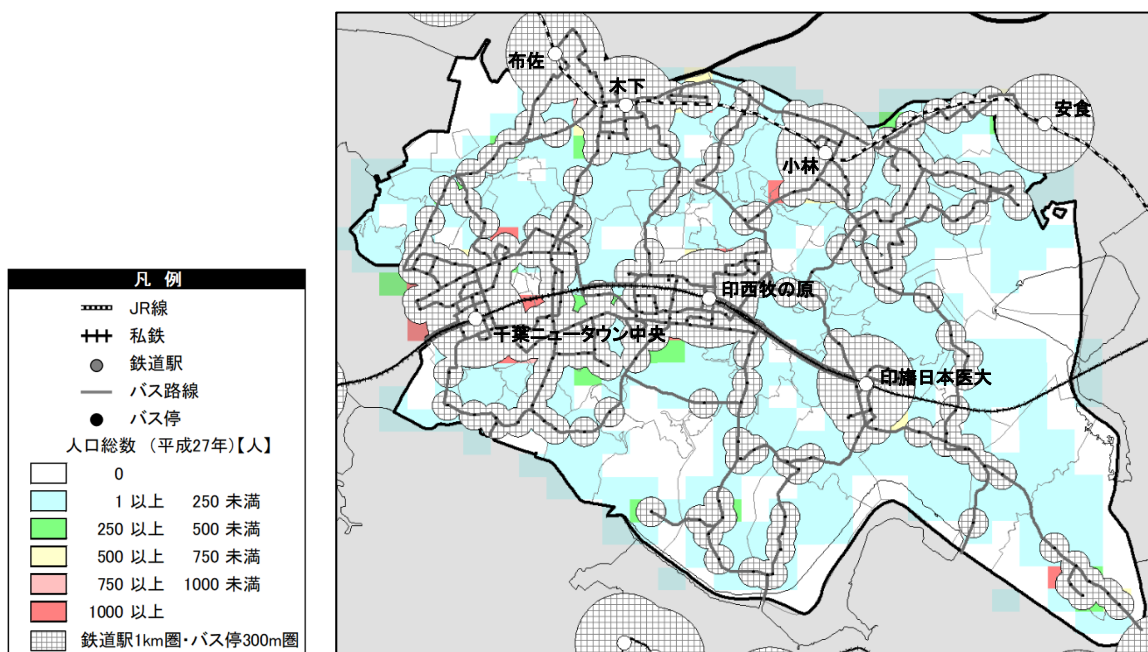 布佐
木下
安食
小林
印西牧の原
千葉ニュータウン中央
印旛日本医大
凡 例
JR線
私鉄
鉄道駅
バス路線
バス停
人口総数 (平成27年)【人】
0
1 以上 250 未満
250 以上 500 未満
500 以上 750 未満
750 以上 1000 未満
1000 以上
鉄道駅1km圏・バス停300m圏